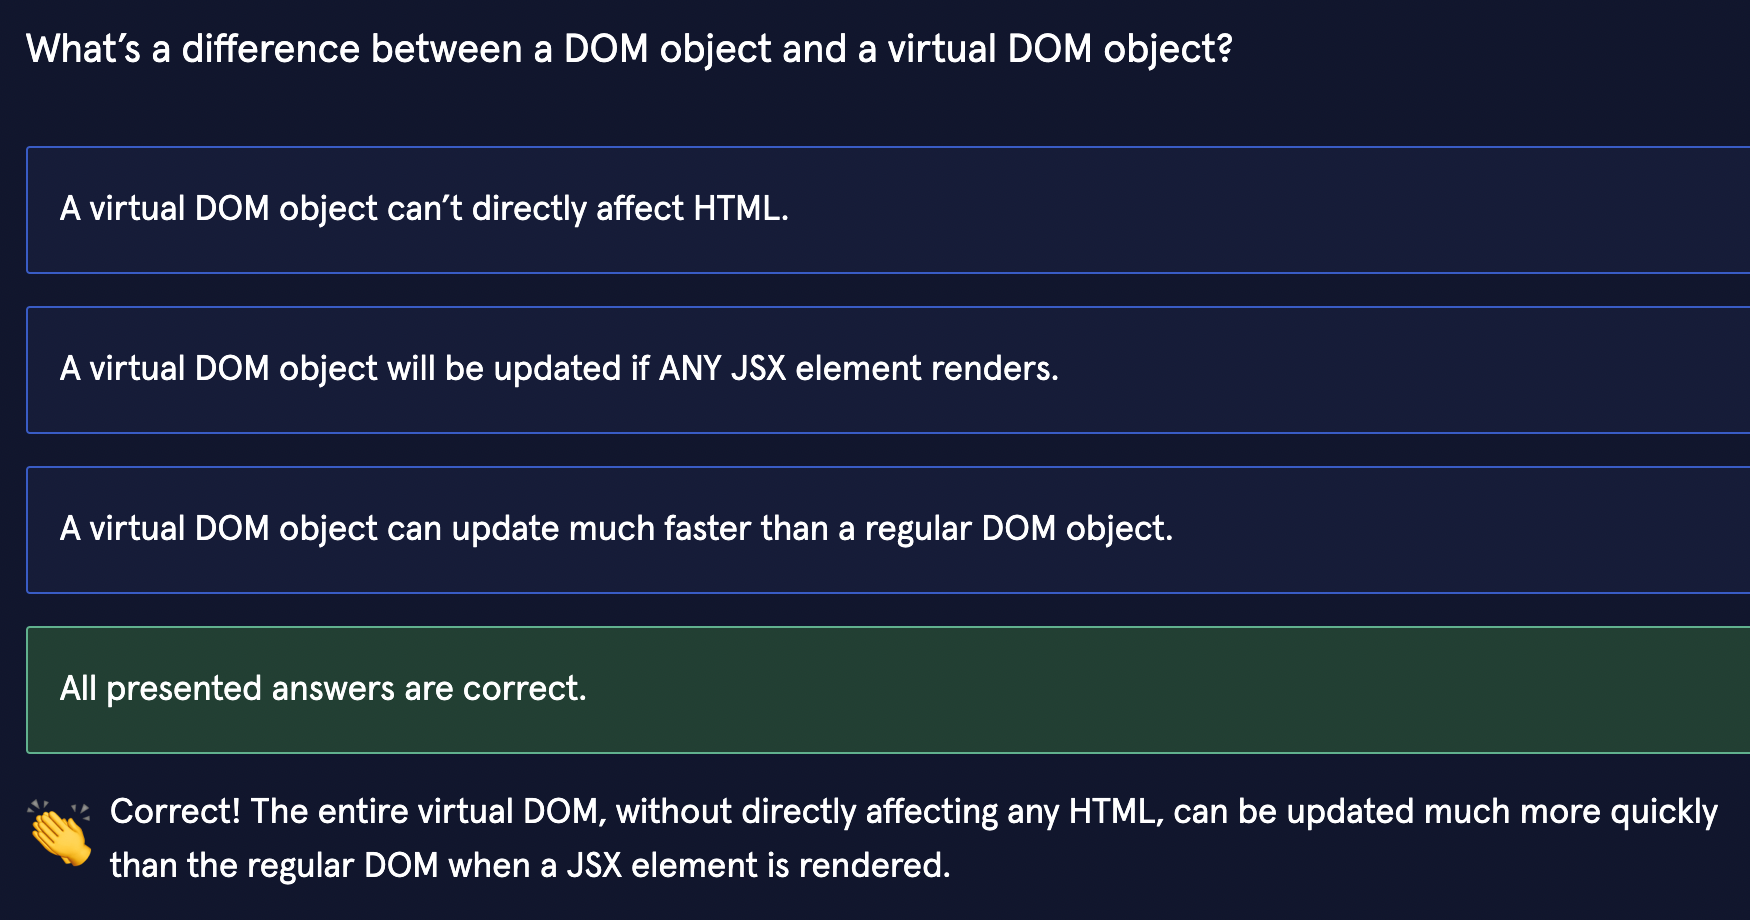 What’s a difference between a DOM object and a virtual DOM object?
A virtual DOM object can’t directly affect HTML.
A virtual DOM object will be updated if ANY JSX element renders.
A virtual DOM object can update much faster than a regular DOM object.
All presented answers are correct.
Correct! The entire virtual DOM, without directly affecting any HTML, can be updated much more quickly
than the regular DOM when a JSX element is rendered.